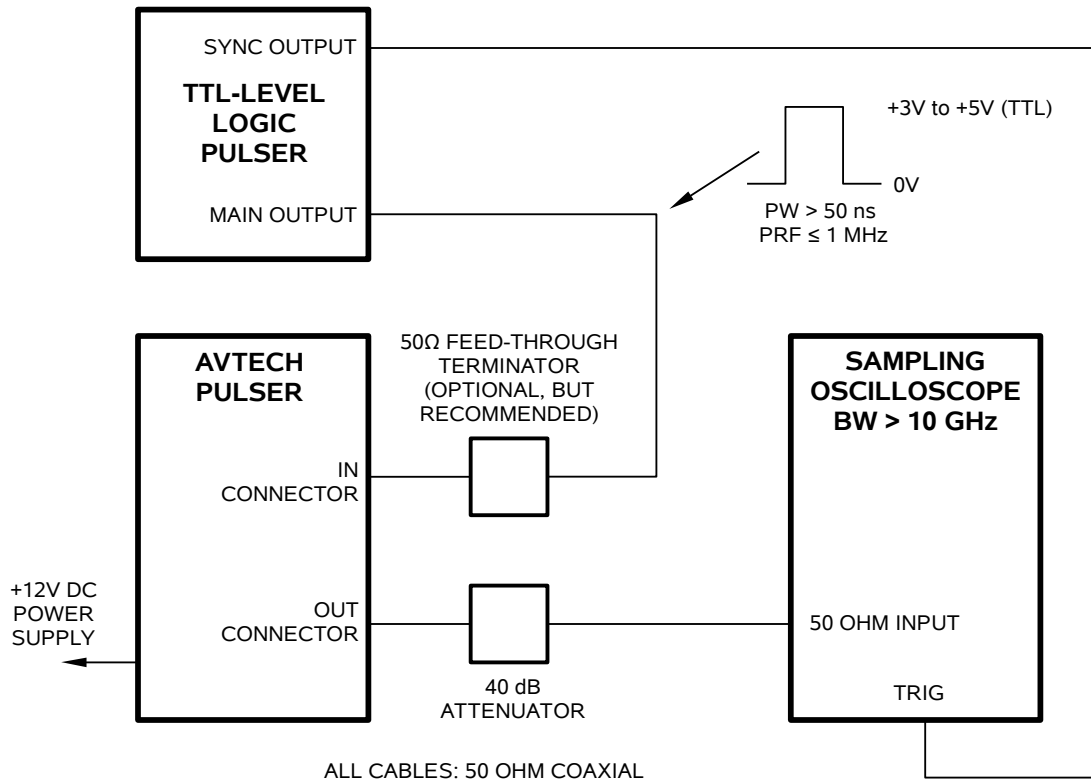 SYNC OUTPUT
TTL-LEVEL
LOGIC
PULSER
MAIN OUTPUT
+3V to +5V (TTL)
0V
PW > 50 ns
PRF ≤ 1 MHz
AVTECH
PULSER
50Ω FEED-THROUGH
TERMINATOR
(OPTIONAL, BUT
RECOMMENDED)
SAMPLING
OSCILLOSCOPE
BW > 10 GHz
IN
CONNECTOR
+12V DC
POWER
SUPPLY
OUT
CONNECTOR
50 OHM INPUT
40 dB
ATTENUATOR
TRIG
ALL CABLES: 50 OHM COAXIAL